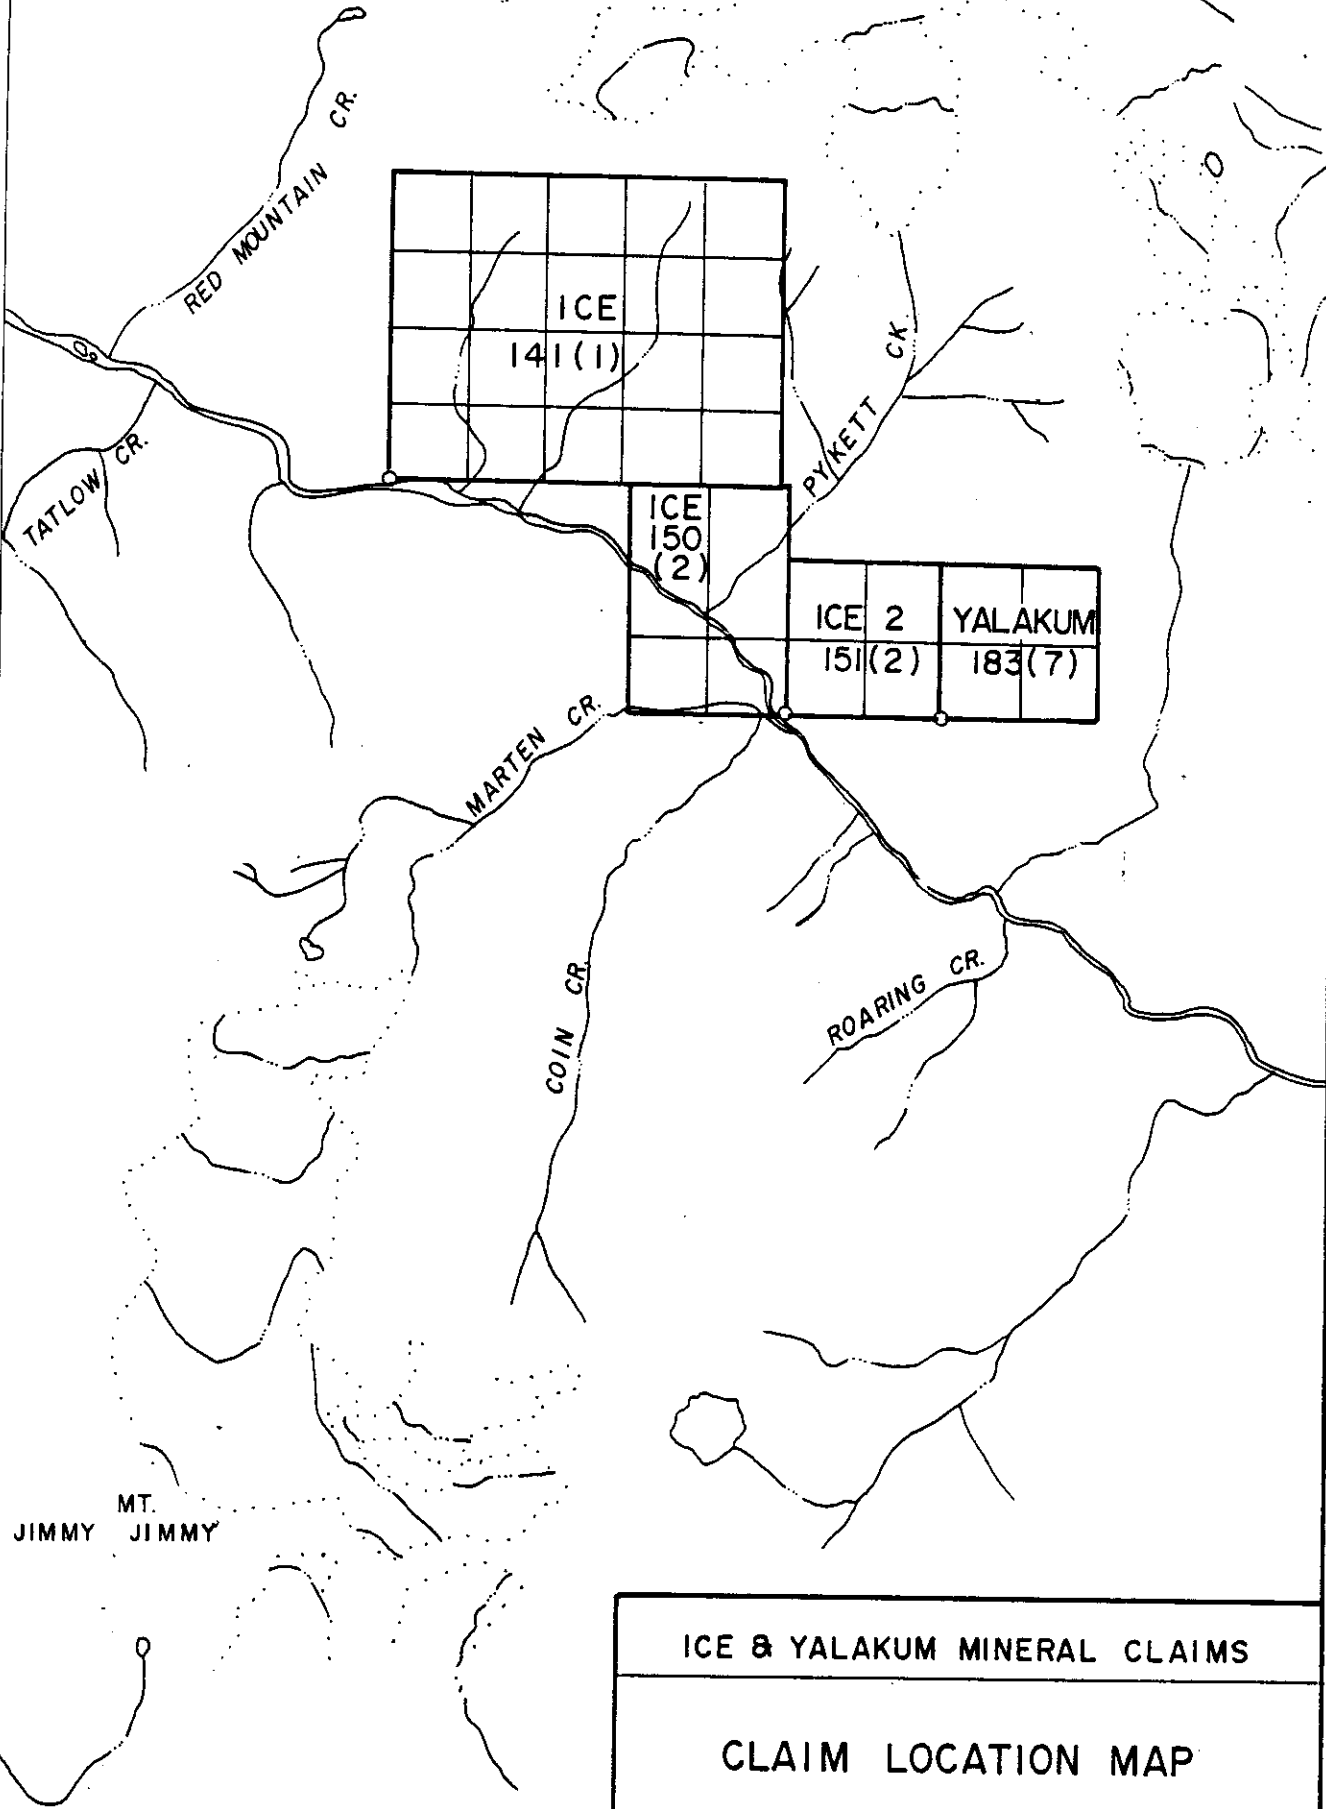 RED MOUNTAIN CR.
ICE
141(1)
PYKETT CK
TATLOW CR.
ICE
150
(2)
ICE 2
151(2)
YALAKUM
183(7)
MARTEN CR.
COIN CR.
ROARING CR.
MT.
JIMMY JIMMY
ICE & YALAKUM MINERAL CLAIMS
CLAIM LOCATION MAP